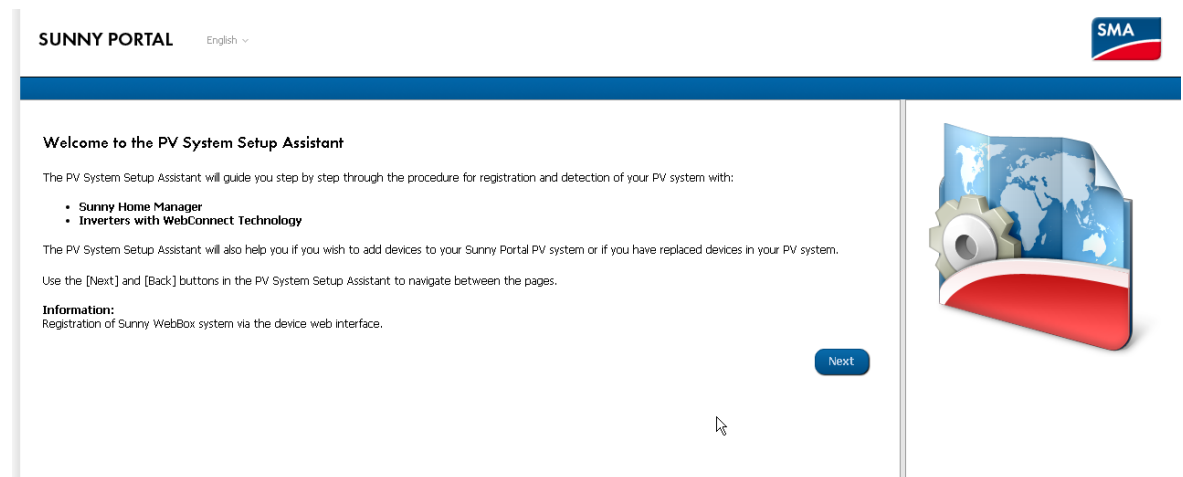 SUNNY PORTAL
English
SMA
Welcome to the PV System Setup Assistant
The PV System Setup Assistant will guide you step by step through the procedure for registration and detection of your PV system with:
• Sunny Home Manager
• Inverters with WebConnect Technology
The PV System Setup Assistant will also help you if you wish to add devices to your Sunny Portal PV system or if you have replaced devices in your PV system.
Use the [Next] and [Back] buttons in the PV System Setup Assistant to navigate between the pages.
Information:
Registration of Sunny WebBox system via the device web interface.
Next